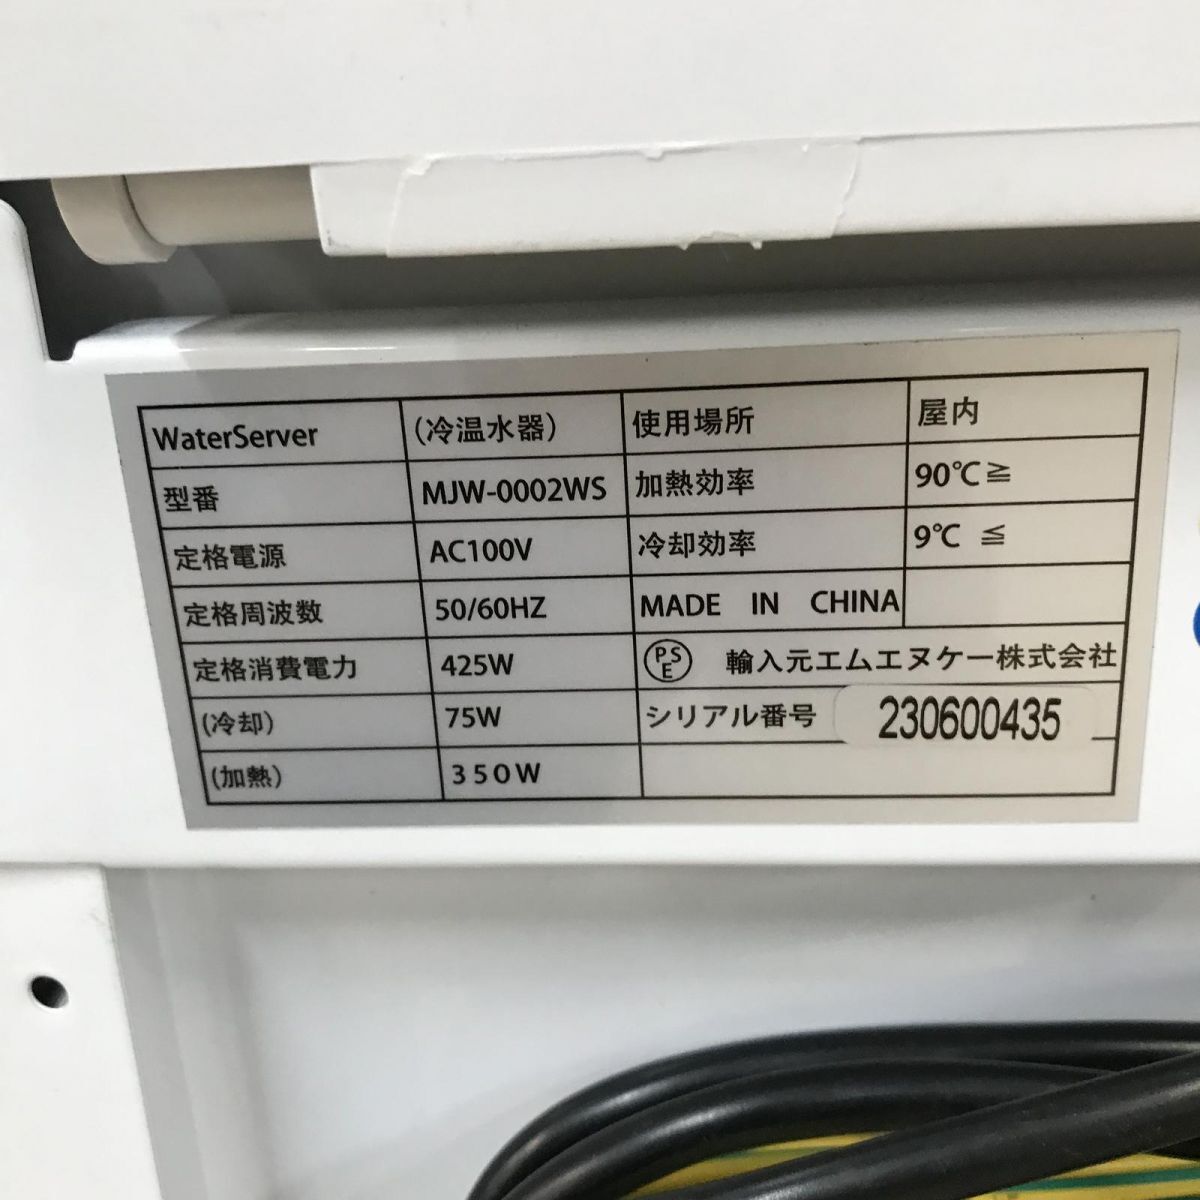 WaterServer (冷温水器) 使用場所 屋内
型番 MJW-0002WS 加熱効率 90℃≧
定格電源 AC100V 冷却効率 9℃ ≦
定格周波数 50/60HZ MADE IN CHINA
定格消費電力 425W PSE 輸入元エムエヌケー株式会社
(冷却) 75W シリアル番号 230600435
(加熱) 350W